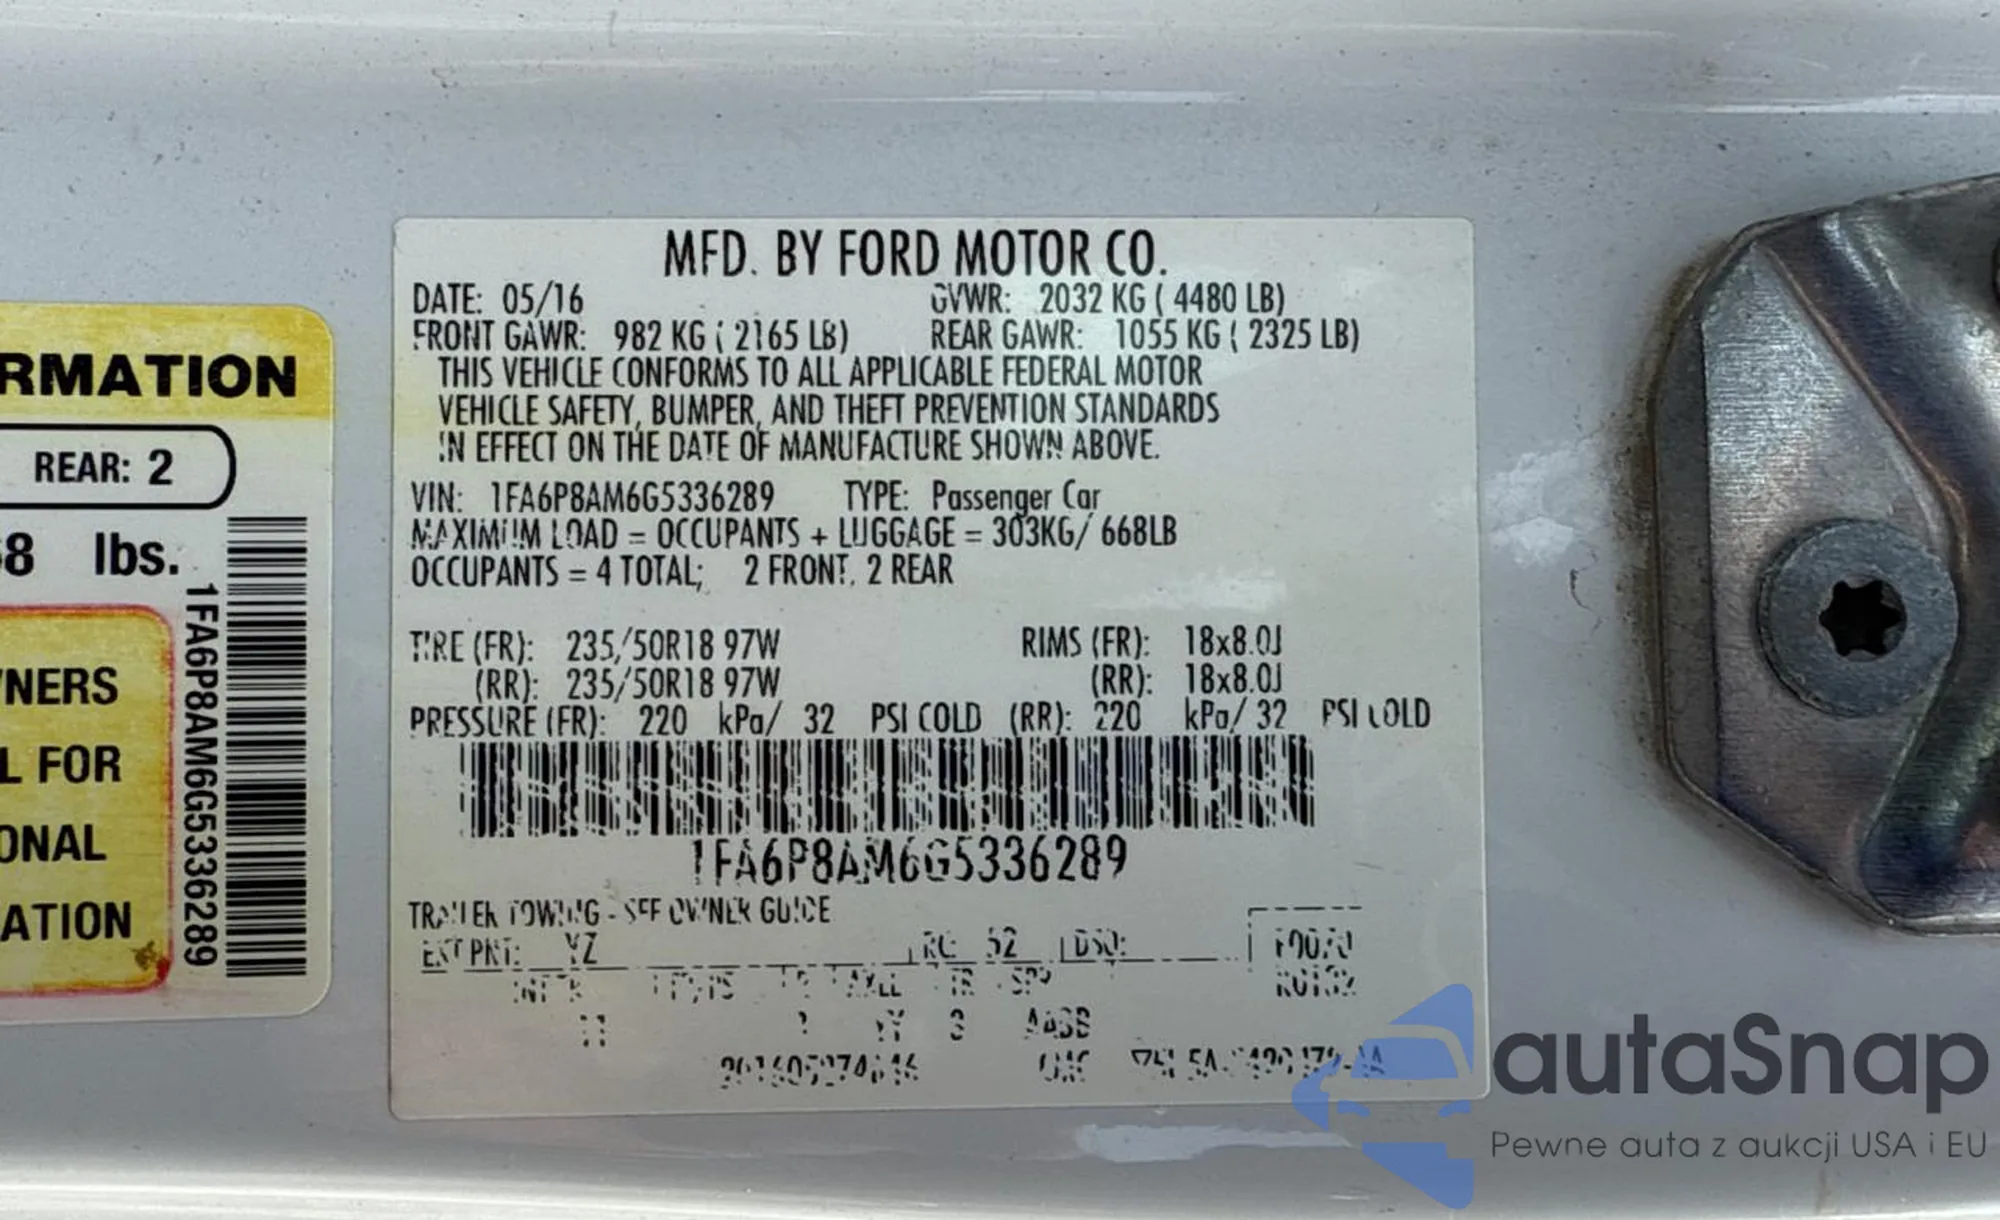 RMATION
REAR: 2
8 lbs.
NERS
L FOR
ONAL
ATION
1FA6P8AM6G5336289
MFD. BY FORD MOTOR CO.
DATE: 05/16 GVWR: 2032 KG ( 4480 LB)
FRONT GAWR: 982 KG ( 2165 LB) REAR GAWR: 1055 KG ( 2325 LB)
THIS VEHICLE CONFORMS TO ALL APPLICABLE FEDERAL MOTOR
VEHICLE SAFETY, BUMPER, AND THEFT PREVENTION STANDARDS
IN EFFECT ON THE DATE OF MANUFACTURE SHOWN ABOVE.
VIN: 1FA6P8AM6G5336289 TYPE: Passenger Car
MAXIMUM LOAD = OCCUPANTS + LUGGAGE = 303KG/ 668LB
OCCUPANTS = 4 TOTAL; 2 FRONT, 2 REAR
TIRE (FR): 235/50R18 97W RIMS (FR): 18x8.0J
(RR): 235/50R18 97W (RR): 18x8.0J
PRESSURE (FR): 220 kPa/ 32 PSI COLD (RR): 220 kPa/ 32 PSI COLD
1FA6P8AM6G5336289
TRAILER TOWING - SEE OWNER GUIDE
EXT PNT: YZ RC: 52 DSO:
AXLE TR SPR
autaSnap
Pewne auta z aukcji USA i EU